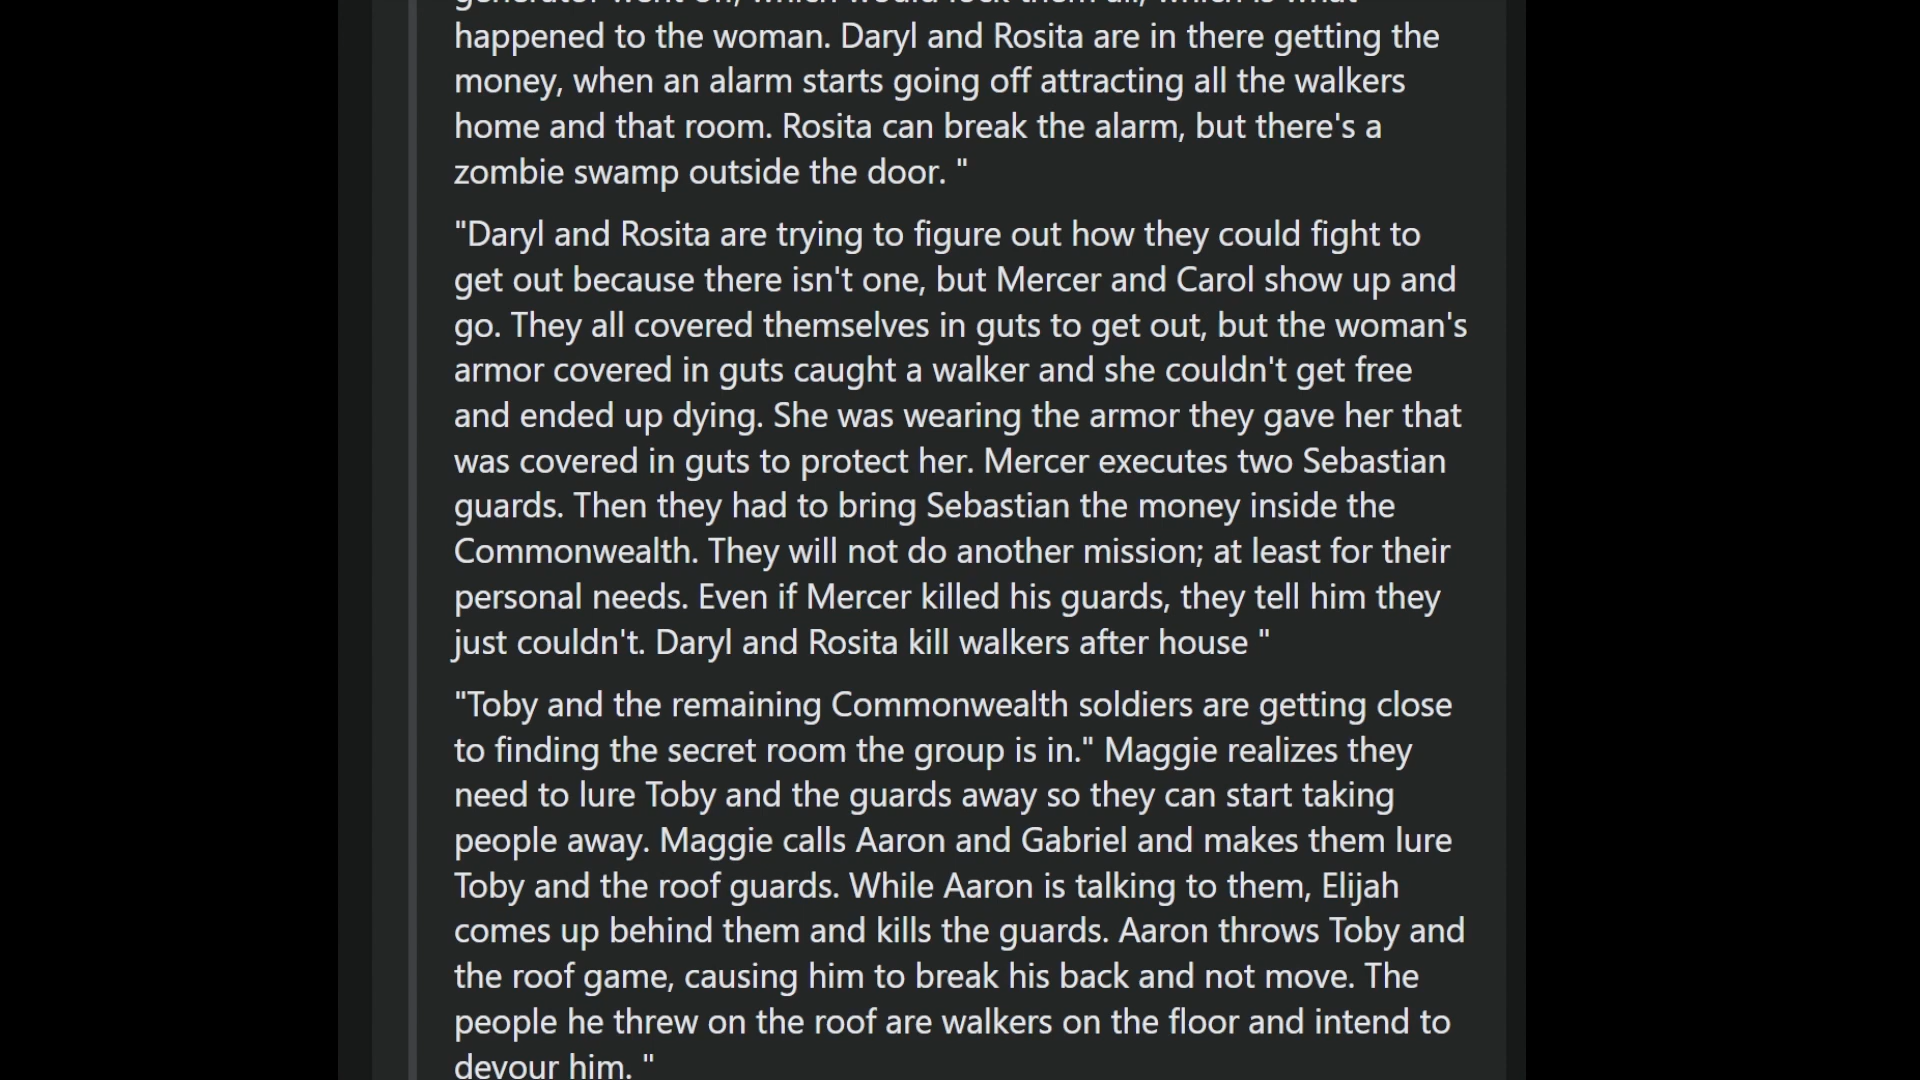 happened to the woman. Daryl and Rosita are in there getting the
money, when an alarm starts going off attracting all the walkers
home and that room. Rosita can break the alarm, but there's a
zombie swamp outside the door. "
"Daryl and Rosita are trying to figure out how they could fight to
get out because there isn't one, but Mercer and Carol show up and
go. They all covered themselves in guts to get out, but the woman's
armor covered in guts caught a walker and she couldn't get free
and ended up dying. She was wearing the armor they gave her that
was covered in guts to protect her. Mercer executes two Sebastian
guards. Then they had to bring Sebastian the money inside the
Commonwealth. They will not do another mission; at least for their
personal needs. Even if Mercer killed his guards, they tell him they
just couldn't. Daryl and Rosita kill walkers after house "
"Toby and the remaining Commonwealth soldiers are getting close
to finding the secret room the group is in." Maggie realizes they
need to lure Toby and the guards away so they can start taking
people away. Maggie calls Aaron and Gabriel and makes them lure
Toby and the roof guards. While Aaron is talking to them, Elijah
comes up behind them and kills the guards. Aaron throws Toby and
the roof game, causing him to break his back and not move. The
people he threw on the roof are walkers on the floor and intend to
devour him. "